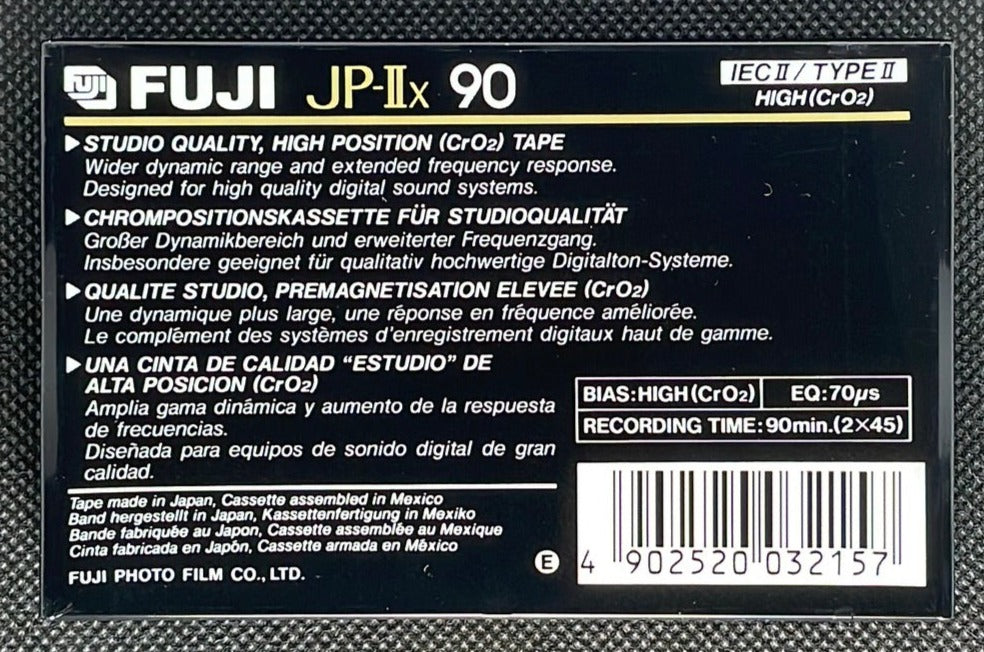 FUJI FUJI JP-IIx 90
IEC II / TYPE II
HIGH (CrO2)
▶STUDIO QUALITY, HIGH POSITION (CrO2) TAPE
Wider dynamic range and extended frequency response.
Designed for high quality digital sound systems.
▶CHROMPOSITIONSKASSETTE FÜR STUDIOQUALITÄT
Großer Dynamikbereich und erweiterter Frequenzgang.
Insbesondere geeignet für qualitativ hochwertige Digitalton-Systeme.
▶QUALITE STUDIO, PREMAGNETISATION ELEVEE (CrO2)
Une dynamique plus large, une réponse en fréquence améliorée.
Le complément des systèmes d'enregistrement digitaux haut de gamme.
▶UNA CINTA DE CALIDAD "ESTUDIO" DE
ALTA POSICION (CrO2)
Amplia gama dinámica y aumento de la respuesta
de frecuencias.
Diseñada para equipos de sonido digital de gran
calidad.
BIAS:HIGH (CrO2) EQ:70μs
RECORDING TIME:90min.(2×45)
Tape made in Japan, Cassette assembled in Mexico
Band hergestellt in Japan, Kassettenfertigung in Mexiko
Bande fabriquée au Japon, Cassette assemblée au Mexique
Cinta fabricada en Japón, Cassette armada en México
FUJI PHOTO FILM CO., LTD.
E
4 902520 032157